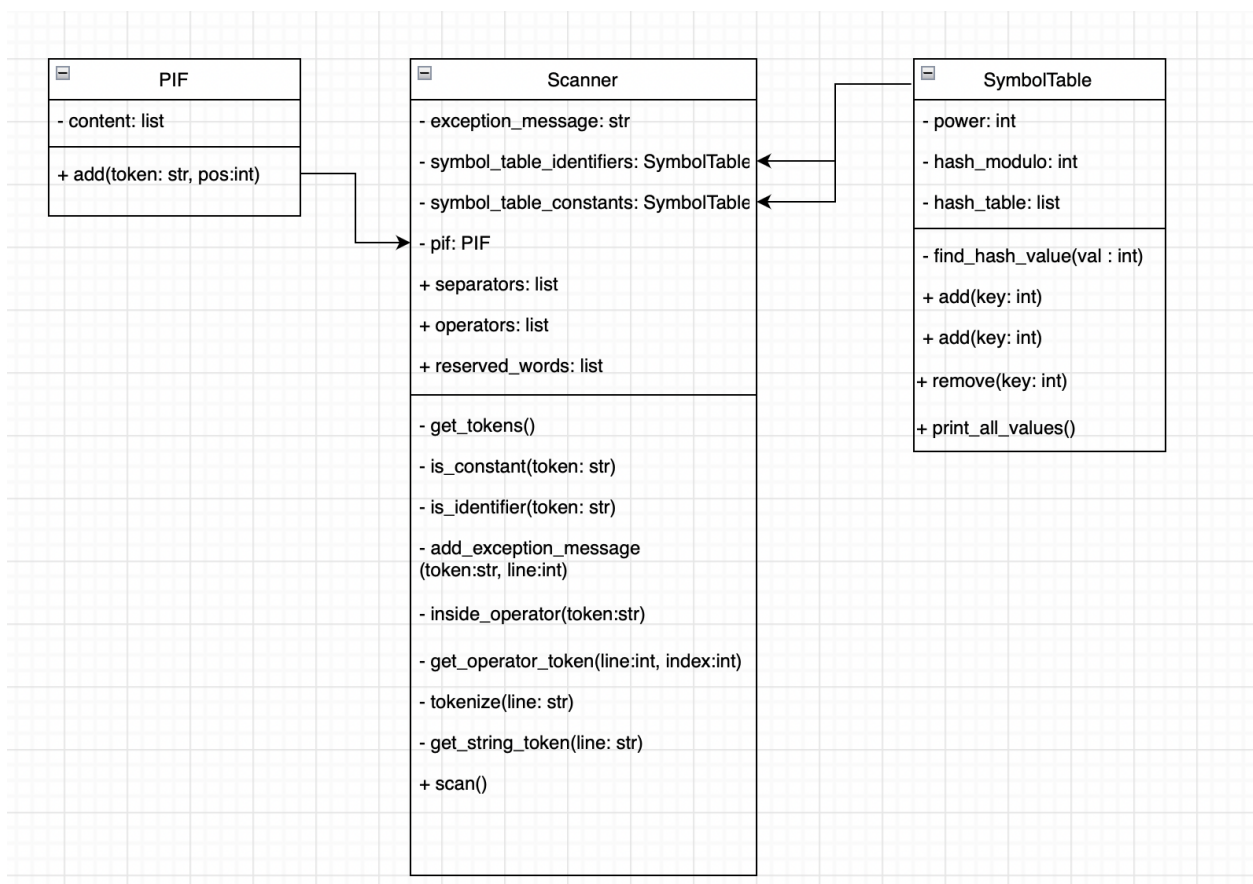 PIF
- content: list
+ add(token: str, pos:int)
Scanner
- exception_message: str
- symbol_table_identifiers: SymbolTable
- symbol_table_constants: SymbolTable
- pif: PIF
+ separators: list
+ operators: list
+ reserved_words: list
- get_tokens()
- is_constant(token: str)
- is_identifier(token: str)
- add_exception_message
(token:str, line:int)
- inside_operator(token:str)
- get_operator_token(line:int, index:int)
- tokenize(line: str)
- get_string_token(line: str)
+ scan()
SymbolTable
- power: int
- hash_modulo: int
- hash_table: list
- find_hash_value(val : int)
+ add(key: int)
+ add(key: int)
+ remove(key: int)
+ print_all_values()